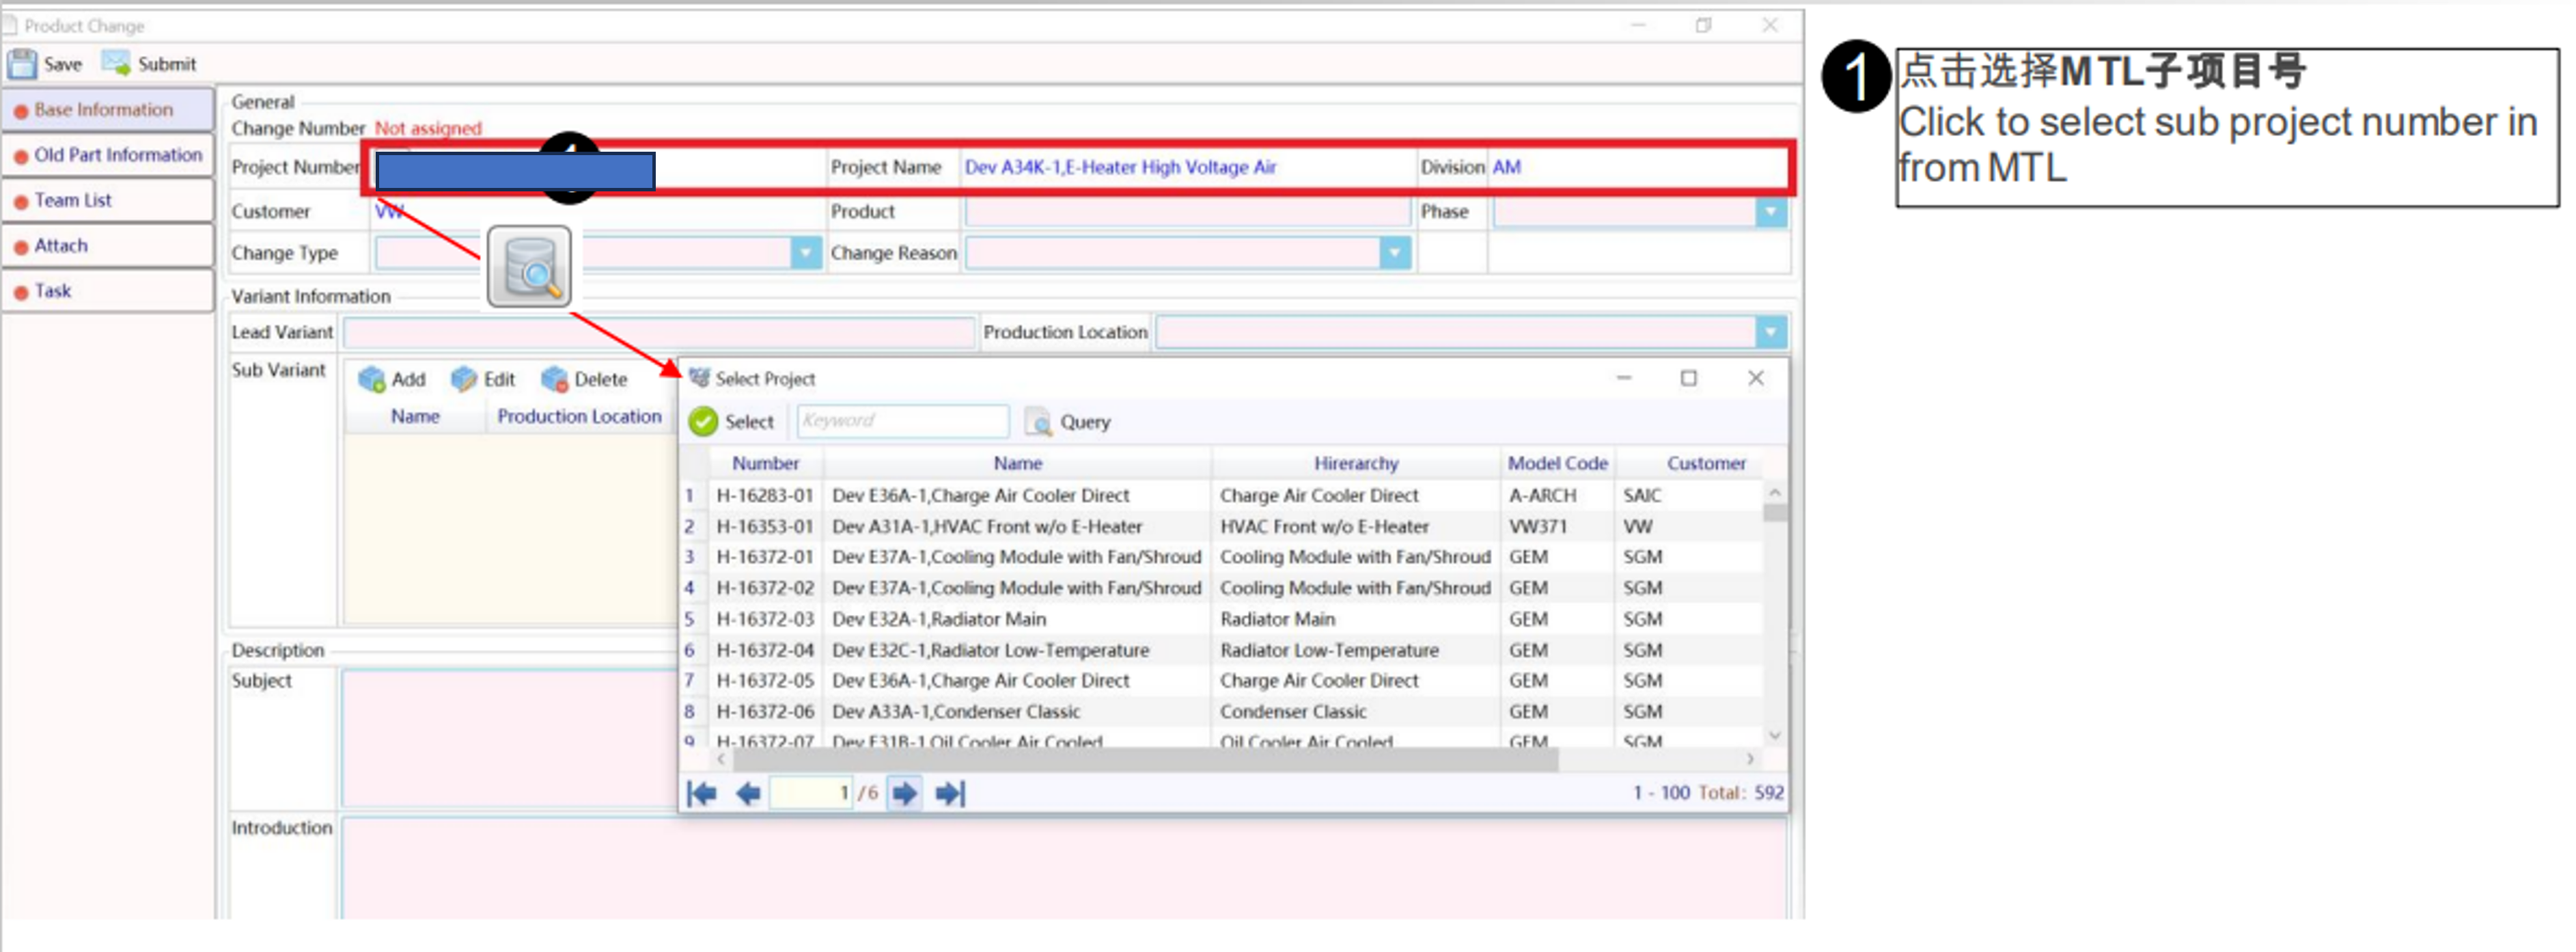 Product Change
Save Submit
Base Information
Old Part Information
Team List
Attach
Task
General
Change Number Not assigned
Project Number Project Name Dev A34K-1,E-Heater High Voltage Air Division AM
Customer VW Product Phase
Change Type Change Reason
Variant Information
Lead Variant Production Location
Sub Variant Add Edit Delete
Name Production Location
Description
Subject
Introduction
Select Project
Select Keyword Query
Number Name Hirerarchy Model Code Customer
1 H-16283-01 Dev E36A-1,Charge Air Cooler Direct Charge Air Cooler Direct A-ARCH SAIC
2 H-16353-01 Dev A31A-1,HVAC Front w/o E-Heater HVAC Front w/o E-Heater VW371 VW
3 H-16372-01 Dev E37A-1,Cooling Module with Fan/Shroud Cooling Module with Fan/Shroud GEM SGM
4 H-16372-02 Dev E37A-1,Cooling Module with Fan/Shroud Cooling Module with Fan/Shroud GEM SGM
5 H-16372-03 Dev E32A-1,Radiator Main Radiator Main GEM SGM
6 H-16372-04 Dev E32C-1,Radiator Low-Temperature Radiator Low-Temperature GEM SGM
7 H-16372-05 Dev E36A-1,Charge Air Cooler Direct Charge Air Cooler Direct GEM SGM
8 H-16372-06 Dev A33A-1,Condenser Classic Condenser Classic GEM SGM
9 H-16372-07 Dev E31B-1,Oil Cooler Air Cooled Oil Cooler Air Cooled GEM SGM
1 /6 1 - 100 Total: 592
1 点击选择MTL子项目号
Click to select sub project number in
from MTL